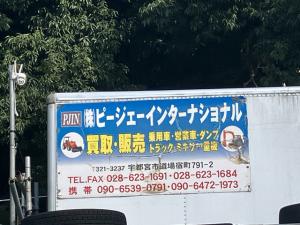 PJIN ㈱ピージェーインターナショナル
買取・販売 乗用車・営業車・ダンプ
トラック・ミキサー・重機
〒321-3237 宇都宮市道場宿町791-2
TEL.FAX 028-623-1691・028-623-1684
携帯 090-6539-0791・090-6472-1973